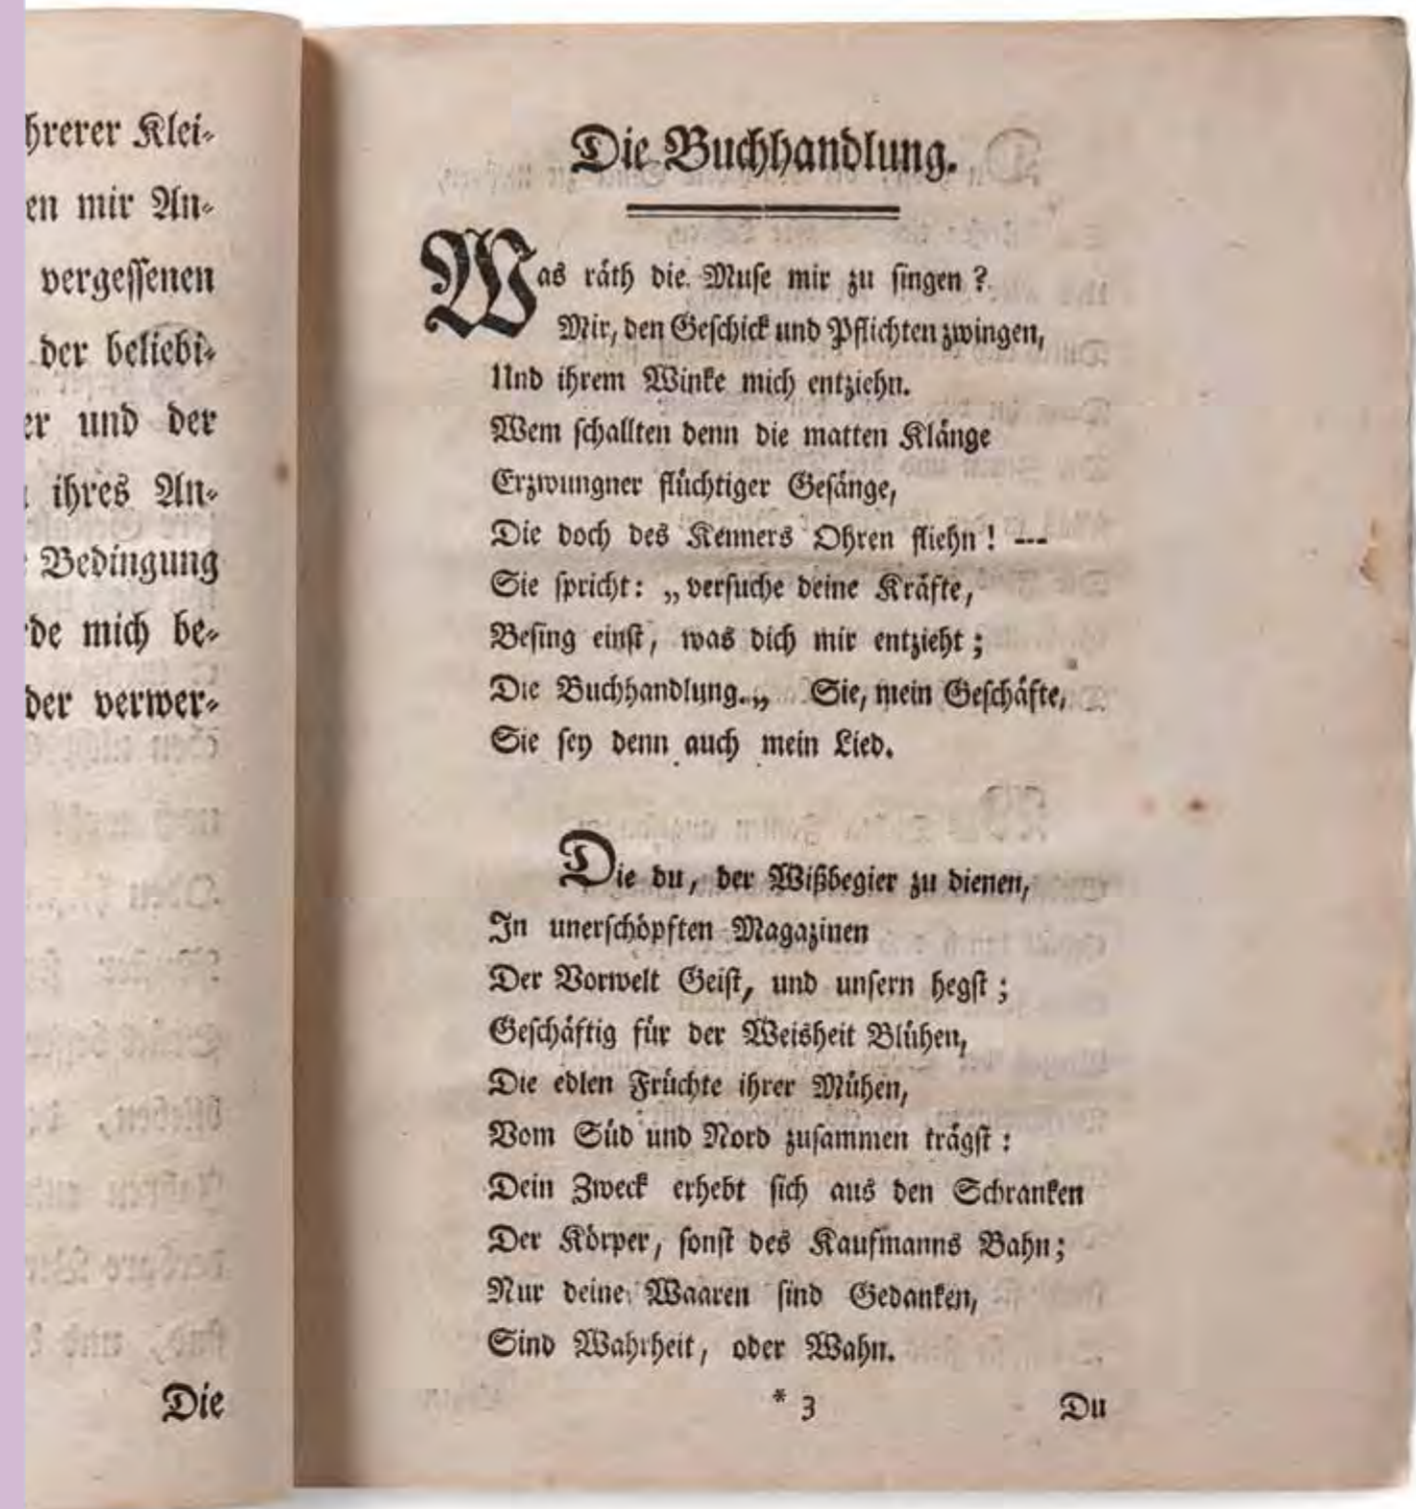 hrerer Klei-
en mir An-
vergessenen
der beliebi-
er und der
ihres An-
Bedingung
de mich be-
der verwer-
Die
Die Buchhandlung.
Was räth die Muse mir zu singen?
Mir, den Geschick und Pflichten zwingen,
Und ihrem Winke mich entziehn.
Wem schallten denn die matten Klänge
Erzwungner flüchtiger Gesänge,
Die doch des Kenners Ohren fliehn! ---
Sie spricht: „versuche deine Kräfte,
Besing einst, was dich mir entzieht;
Die Buchhandlung.„ Sie, mein Geschäfte,
Sie sey denn auch mein Lied.
Die du, der Wißbegier zu dienen,
In unerschöpften Magazinen
Der Vorwelt Geist, und unsern hegst;
Geschäftig für der Weisheit Blühen,
Die edlen Früchte ihrer Mühen,
Vom Süd und Nord zusammen trägst:
Dein Zweck erhebt sich aus den Schranken
Der Körper, sonst des Kaufmanns Bahn;
Nur deine Waaren sind Gedanken,
Sind Wahrheit, oder Wahn.
* 3 Du